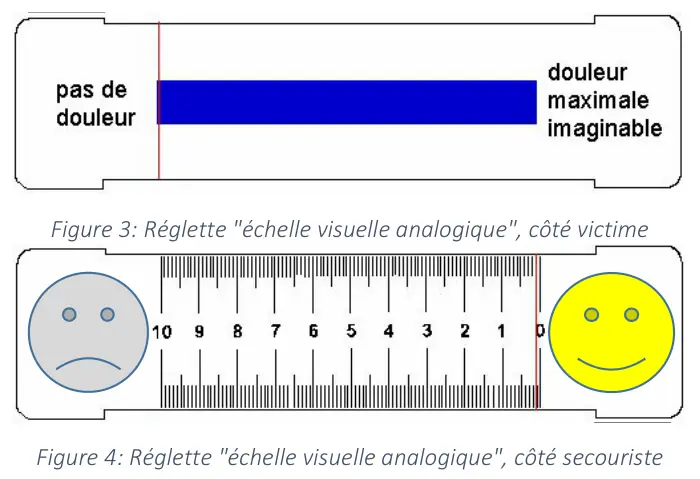 pas de
douleur
douleur
maximale
imaginable
Figure 3: Réglette "échelle visuelle analogique", côté victime
10 9 8 7 6 5 4 3 2 1 0
Figure 4: Réglette "échelle visuelle analogique", côté secouriste